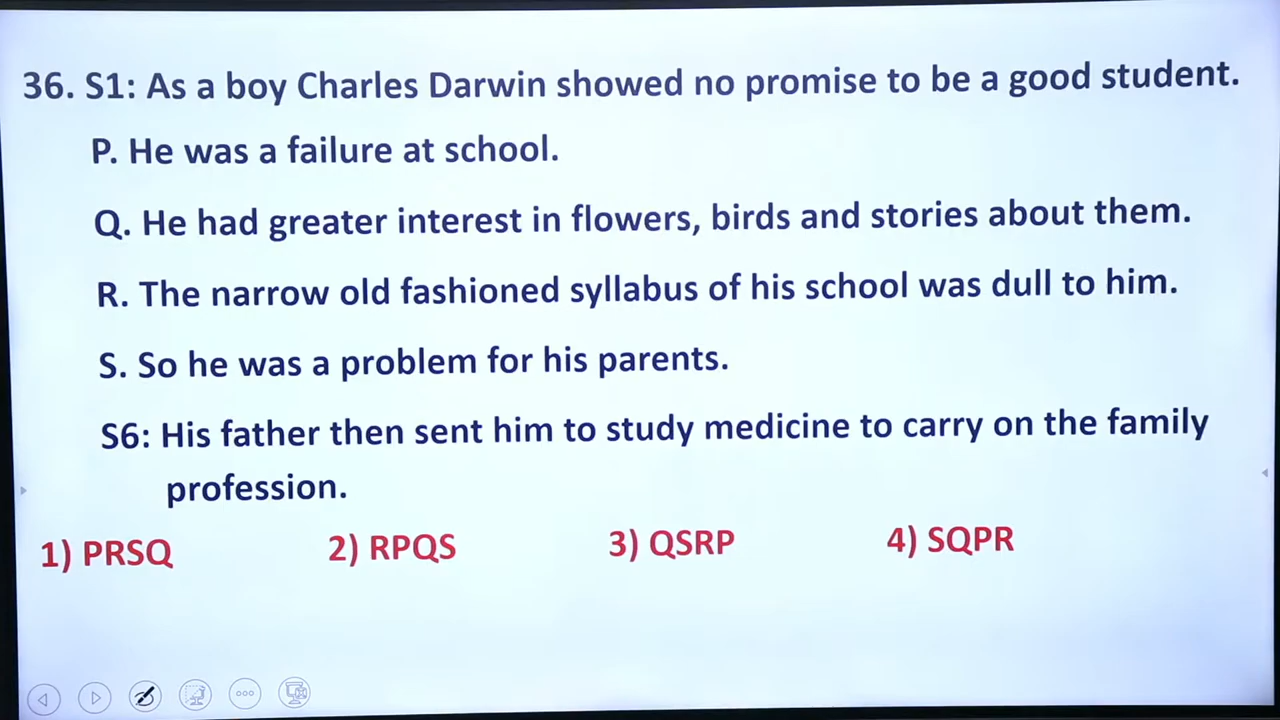 36. S1: As a boy Charles Darwin showed no promise to be a good student.
P. He was a failure at school.
Q. He had greater interest in flowers, birds and stories about them.
R. The narrow old fashioned syllabus of his school was dull to him.
S. So he was a problem for his parents.
S6: His father then sent him to study medicine to carry on the family
profession.
1) PRSQ 2) RPQS 3) QSRP 4) SQPR